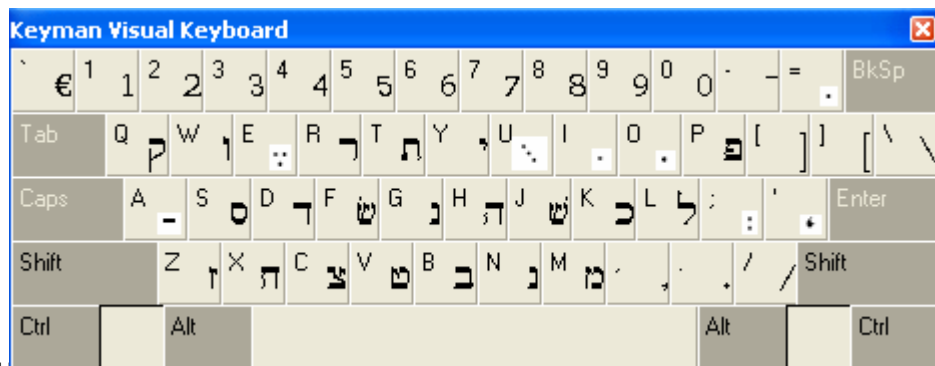 Keyman Visual Keyboard
` € 1 1 2 2 3 3 4 4 5 5 6 6 7 7 8 8 9 9 0 0 - - = ּ BkSp
Tab Q ק W ו E ֶ R ר T ת Y י U ֻ I ִ O ֹ P פ [ ] ] [ \ \
Caps A ַ S ס D ד F שׂ G ג H ה J שׁ K כ L ל ; ְ ' ָ Enter
Shift Z ז X ח C צ V ט B ב N נ M מ , , . . / / Shift
Ctrl Alt Alt Ctrl